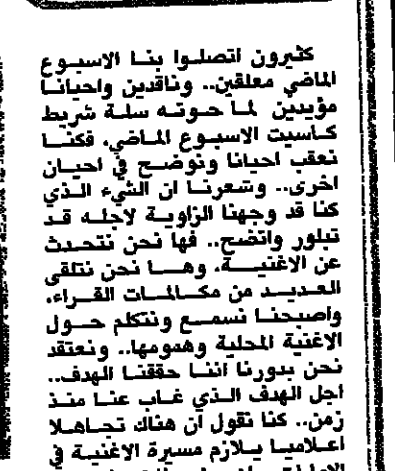 كثيرون اتصلوا بنا الاسبوع
الماضي معلقين.. وناقدين واحيانا
مؤيدين لما حوته سلة شريط
كاسيت الاسبوع الماضي، فكنا
نعقب احيانا ونوضح في احيان
اخرى.. وشعرنا ان الشيء الذي
كنا قد وجهنا الزاوية لاجله قد
تبلور واتضح.. فها نحن نتحدث
عن الاغنية، وها نحن نتلقى
العديد من مكالمات القراء،
واصبحنا نسمع ونتكلم حول
الاغنية المحلية وهمومها.. ونعتقد
نحن بدورنا اننا حققنا الهدف..
اجل الهدف الذي غاب عنا منذ
زمن.. كنا نقول ان هناك تجاهلا
اعلاميا يلازم مسيرة الاغنية في